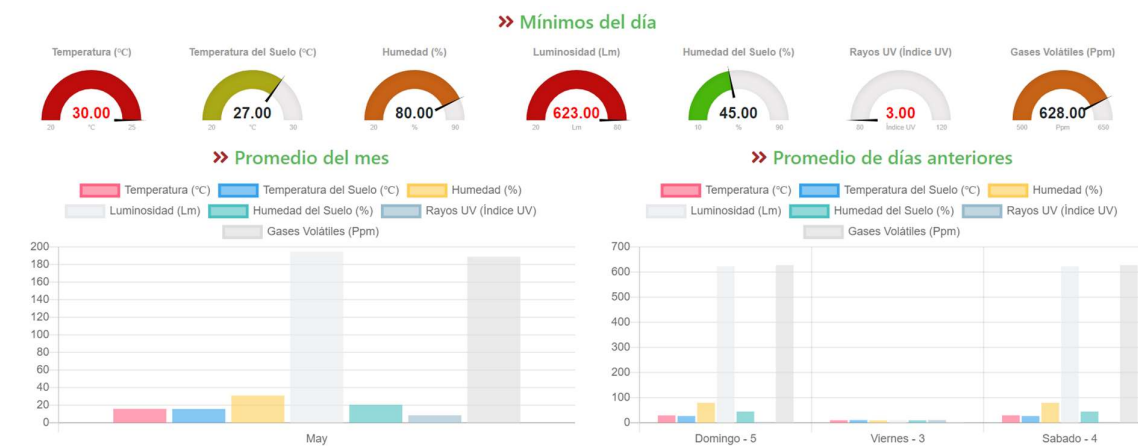 Mínimos del día
Temperatura (°C) Temperatura del Suelo (°C) Humedad (%) Luminosidad (Lm) Humedad del Suelo (%) Rayos UV (Índice UV) Gases Volátiles (Ppm)
30.00 27.00 80.00 623.00 45.00 3.00 628.00
20 °C 25 20 °C 30 20 % 90 20 Lm 80 10 % 90 80 Índice UV 120 500 Ppm 650
Promedio del mes
Temperatura (°C) Temperatura del Suelo (°C) Humedad (%)
Luminosidad (Lm) Humedad del Suelo (%) Rayos UV (Índice UV)
Gases Volátiles (Ppm)
200
180
160
140
120
100
80
60
40
20
0
May
Promedio de días anteriores
Temperatura (°C) Temperatura del Suelo (°C) Humedad (%)
Luminosidad (Lm) Humedad del Suelo (%) Rayos UV (Índice UV)
Gases Volátiles (Ppm)
700
600
500
400
300
200
100
0
Domingo - 5 Viernes - 3 Sabado - 4